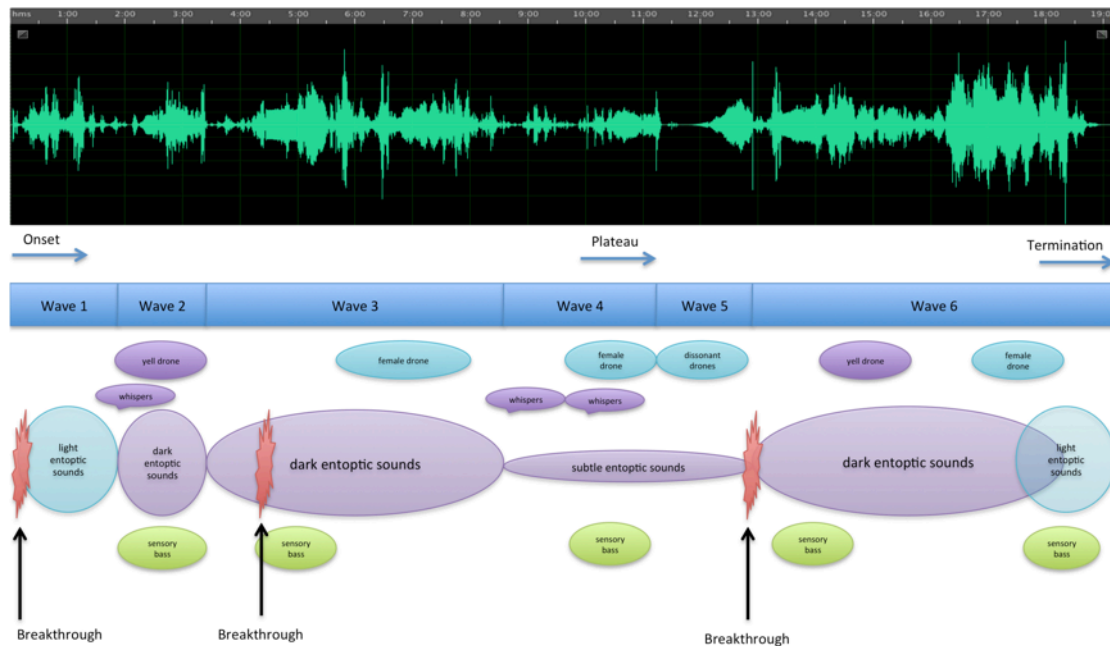 hms 1:00 2:00 3:00 4:00 5:00 6:00 7:00 8:00 9:00 10:00 11:00 12:00 13:00 14:00 15:00 16:00 17:00 18:00 19:0
Onset
Plateau
Termination
Wave 1 Wave 2 Wave 3 Wave 4 Wave 5 Wave 6
yell drone
female drone
female
drone
dissonant
drones
yell drone
female
drone
whispers
whispers
whispers
light
entoptic
sounds
dark
entoptic
sounds
dark entoptic sounds
subtle entoptic sounds
dark entoptic sounds
light
entoptic
sounds
sensory
bass
sensory
bass
sensory
bass
sensory
bass
sensory
bass
Breakthrough
Breakthrough
Breakthrough